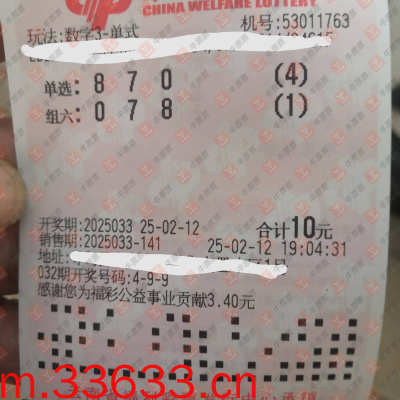 CHINA WELFARE LOTTERY
玩法:数字3-单式 机号:53011763
单选: 8 7 0 (4)
组六: 0 7 8 (1)
开奖期:2025033 25-02-12 合计10元
销售期:2025033-141 25-02-12 19:04:31
地址:
032期开奖号码:4-9-9
感谢您为福彩公益事业贡献3.40元
m.33633.cn